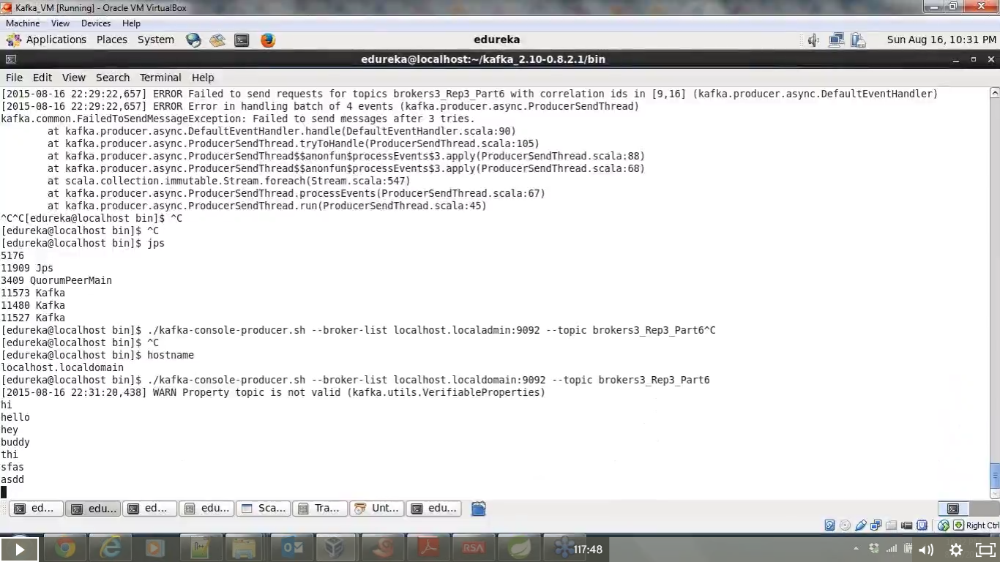 Kafka_VM [Running] - Oracle VM VirtualBox
Machine View Devices Help
Applications Places System edureka Sun Aug 16, 10:31 PM
edureka@localhost:~/kafka_2.10-0.8.2.1/bin
File Edit View Search Terminal Help
[2015-08-16 22:29:22,657] ERROR Failed to send requests for topics brokers3_Rep3_Part6 with correlation ids in [9,16] (kafka.producer.async.DefaultEventHandler)
[2015-08-16 22:29:22,657] ERROR Error in handling batch of 4 events (kafka.producer.async.ProducerSendThread)
kafka.common.FailedToSendMessageException: Failed to send messages after 3 tries.
at kafka.producer.async.DefaultEventHandler.handle(DefaultEventHandler.scala:90)
at kafka.producer.async.ProducerSendThread.tryToHandle(ProducerSendThread.scala:105)
at kafka.producer.async.ProducerSendThread$$anonfun$processEvents$3.apply(ProducerSendThread.scala:88)
at kafka.producer.async.ProducerSendThread$$anonfun$processEvents$3.apply(ProducerSendThread.scala:68)
at scala.collection.immutable.Stream.foreach(Stream.scala:547)
at kafka.producer.async.ProducerSendThread.processEvents(ProducerSendThread.scala:67)
at kafka.producer.async.ProducerSendThread.run(ProducerSendThread.scala:45)
^C^C[edureka@localhost bin]$ ^C
[edureka@localhost bin]$ ^C
[edureka@localhost bin]$ jps
5176
11909 Jps
3409 QuorumPeerMain
11573 Kafka
11480 Kafka
11527 Kafka
[edureka@localhost bin]$ ./kafka-console-producer.sh --broker-list localhost.localadmin:9092 --topic brokers3_Rep3_Part6^C
[edureka@localhost bin]$ ^C
[edureka@localhost bin]$ hostname
localhost.localdomain
[edureka@localhost bin]$ ./kafka-console-producer.sh --broker-list localhost.localdomain:9092 --topic brokers3_Rep3_Part6
[2015-08-16 22:31:20,438] WARN Property topic is not valid (kafka.utils.VerifiableProperties)
hi
hello
hey
buddy
thi
sfas
asdd
ed... edu... ed... edu... Sca... Tra... Unt... edu...
Right Ctrl
RSA 117:48